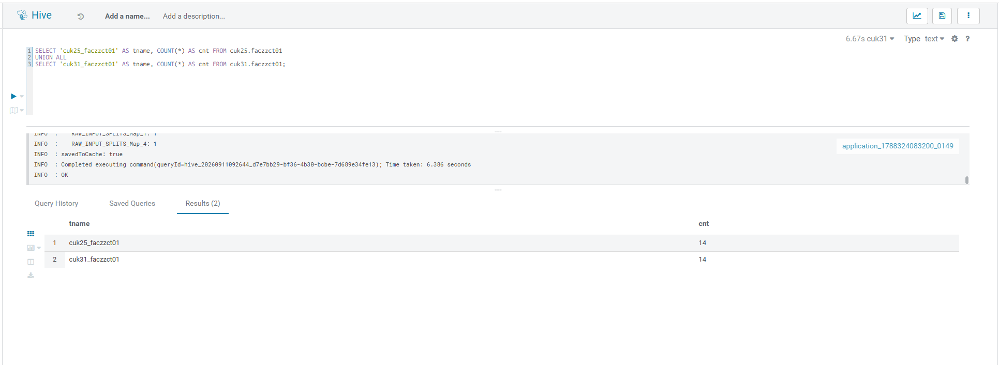 Hive Add a name... Add a description...
6.67s cuk31 Type text ?
1 SELECT 'cuk25_faczzct01' AS tname, COUNT(*) AS cnt FROM cuk25.faczzct01
2 UNION ALL
3 SELECT 'cuk31_faczzct01' AS tname, COUNT(*) AS cnt FROM cuk31.faczzct01;
INFO : RAW_INPUT_SPLITS_Map_1: 1
INFO : RAW_INPUT_SPLITS_Map_4: 1
application_1788324083200_0149
INFO : savedToCache: true
INFO : Completed executing command(queryId=hive_20260911092644_d7e7bb29-bf36-4b30-bcbe-7d689e34fe13); Time taken: 6.386 seconds
INFO : OK
Query History Saved Queries Results (2)
tname cnt
1 cuk25_faczzct01 14
2 cuk31_faczzct01 14